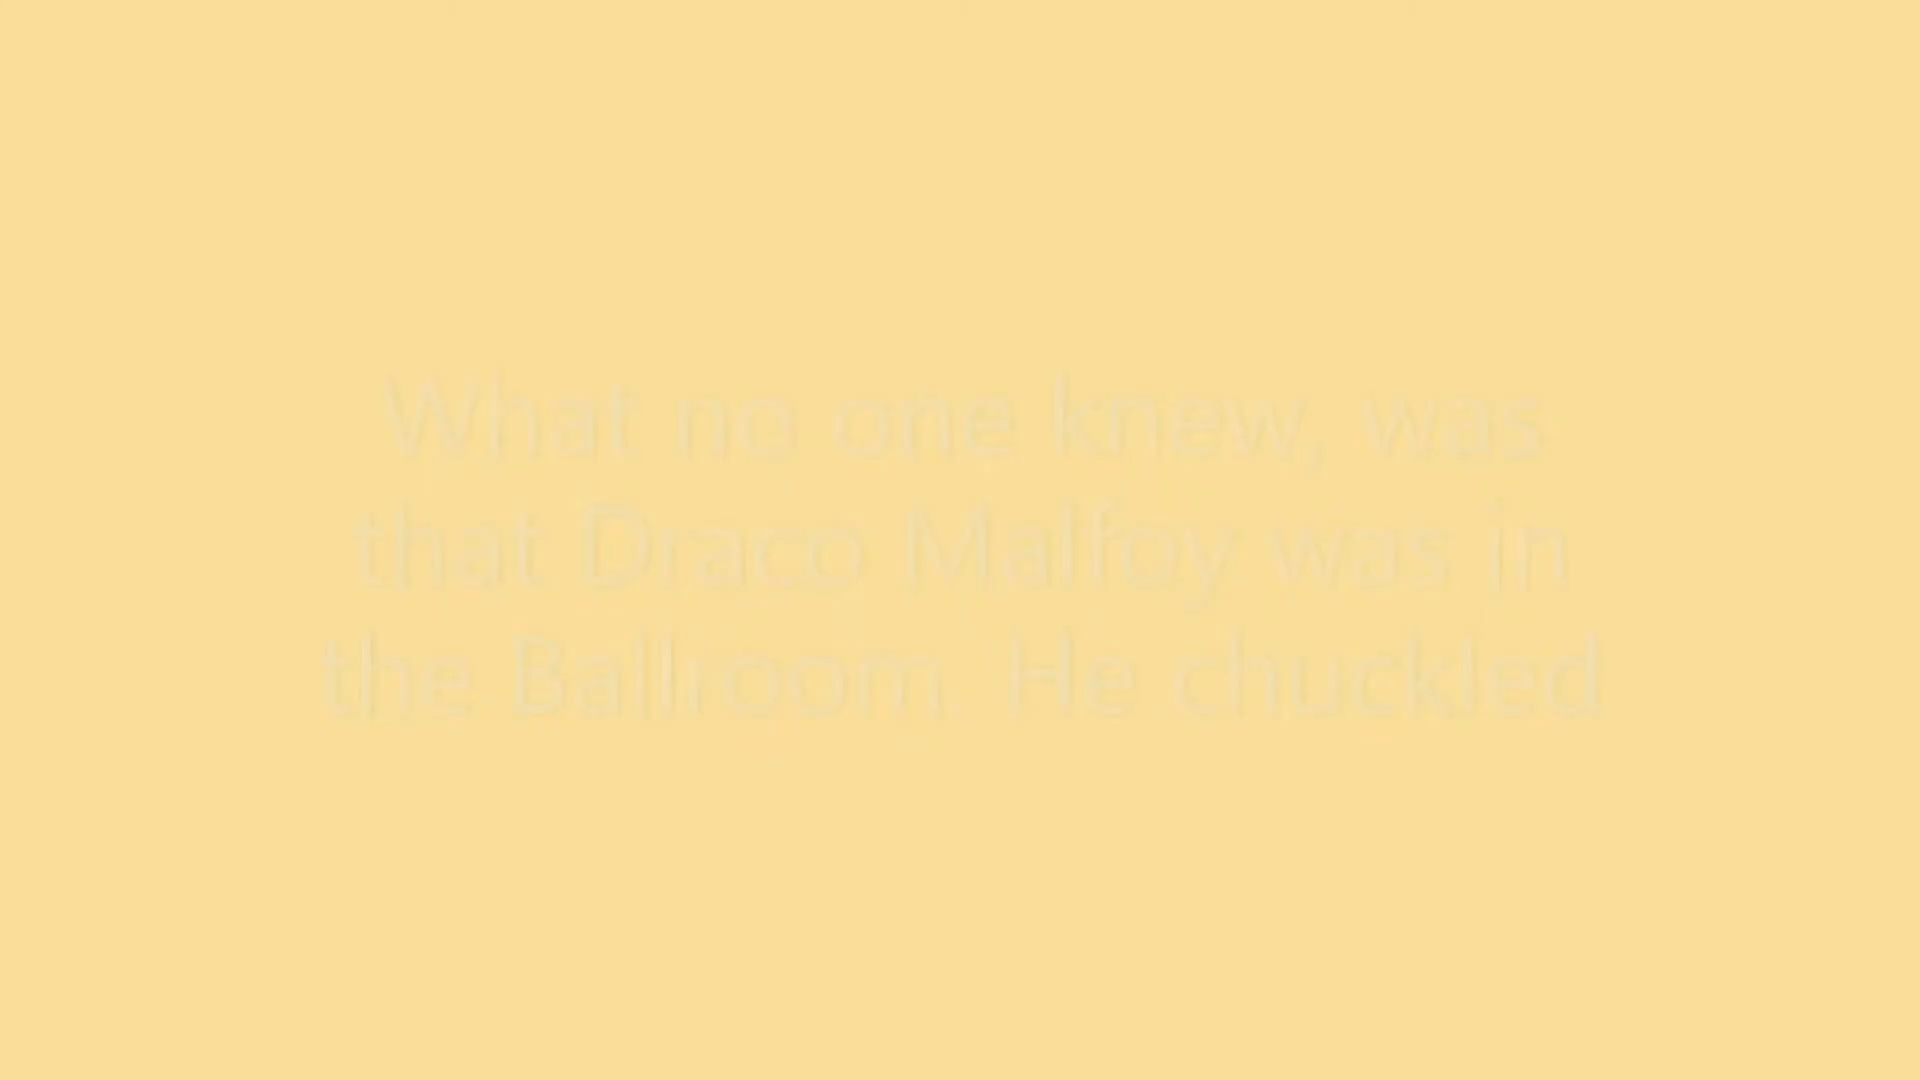 What no one knew, was
that Draco Malfoy was in
the Ballroom. He chuckled